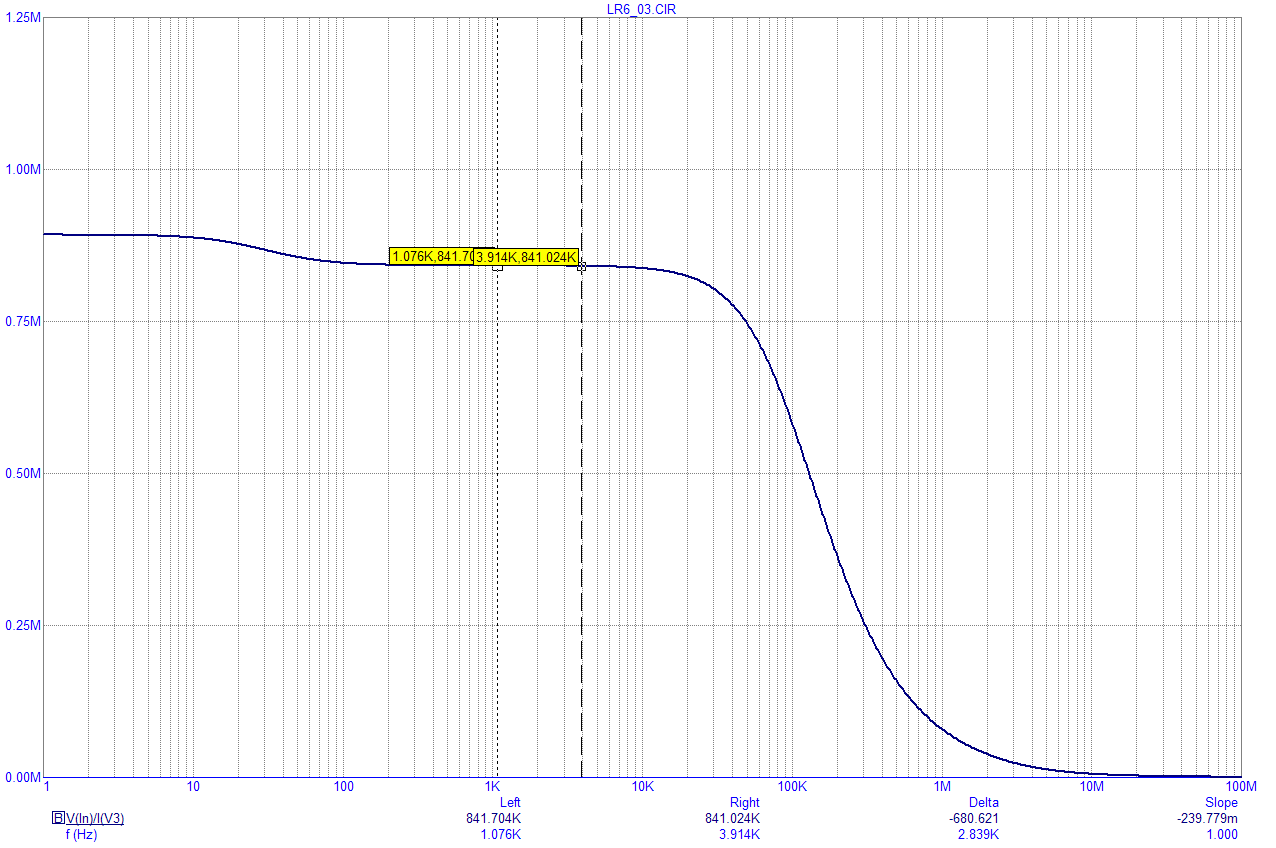 LR6_03.CIR
1.25M
1.00M
0.75M
0.50M
0.25M
0.00M
1.076K,841.70 3.914K,841.024K
1 10 100 1K 10K 100K 1M 10M 100M
Left Right Delta Slope
B V(In)/I(V3) 841.704K 841.024K -680.621 -239.779m
f (Hz) 1.076K 3.914K 2.839K 1.000